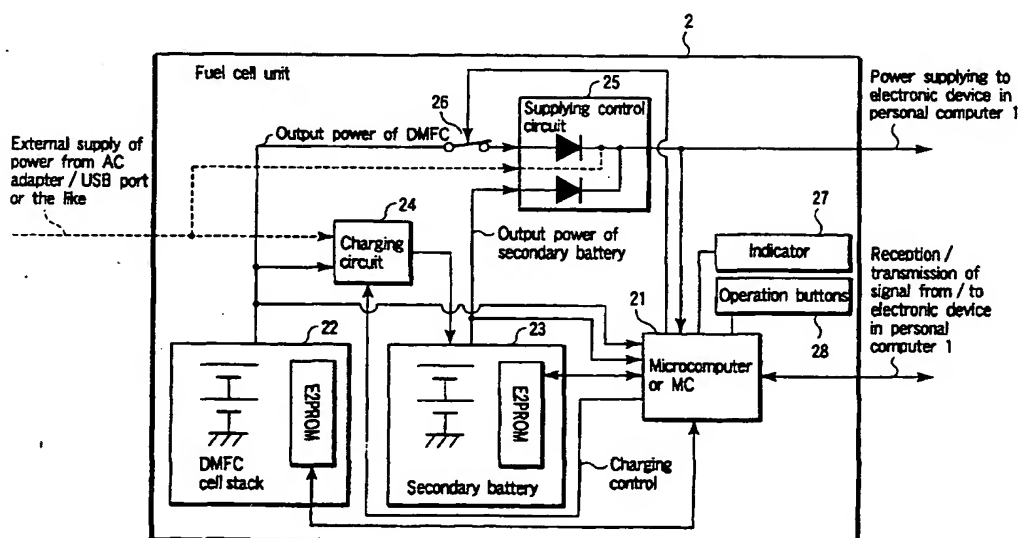 2
Fuel cell unit
25
Supplying control
circuit
26
Output power of DMFC
Power supplying to
electronic device in
personal computer 1
External supply of
power from AC
adapter / USB port
or the like
24
Charging
circuit
Output power of
secondary battery
27
Indicator
Operation buttons
28
Reception /
transmission of
signal from / to
electronic device
in personal
computer 1
21
Microcomputer
or MC
22
E2PROM
DMFC
cell stack
23
E2PROM
Secondary battery
Charging
control